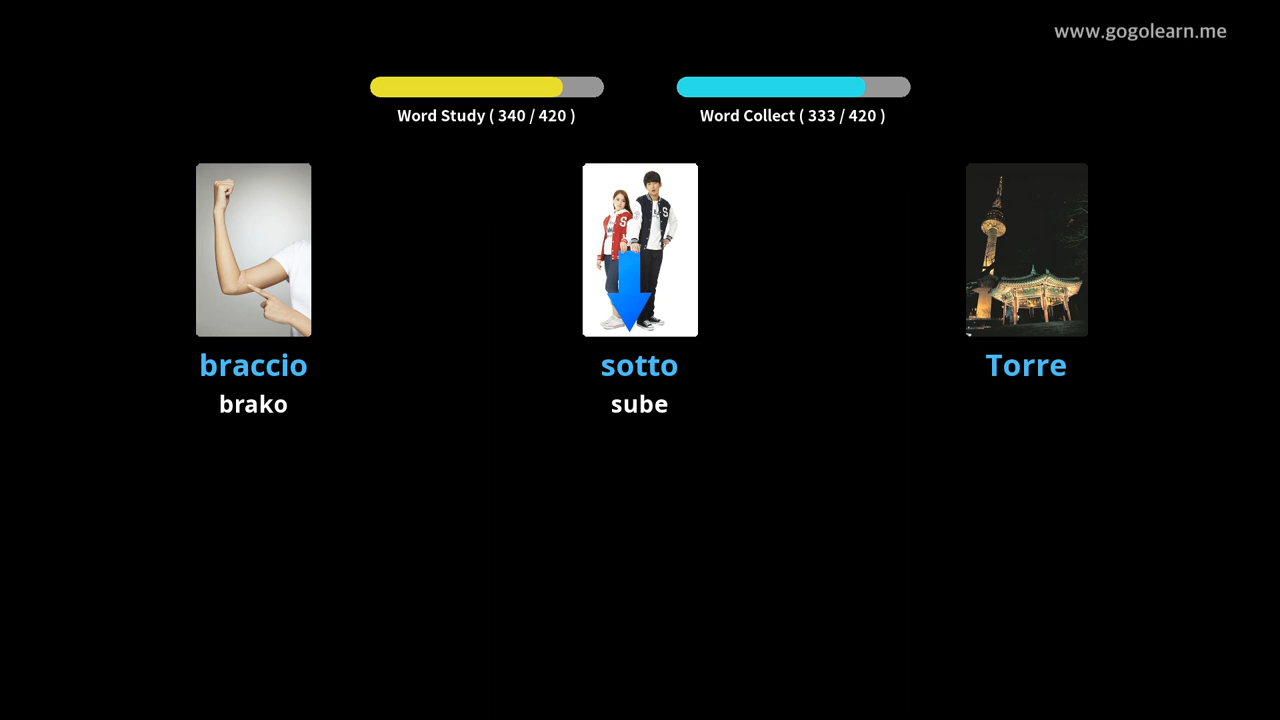 www.gogolearn.me
Word Study ( 340 / 420 )
Word Collect ( 333 / 420 )
S
S
braccio
sotto
Torre
brako
sube